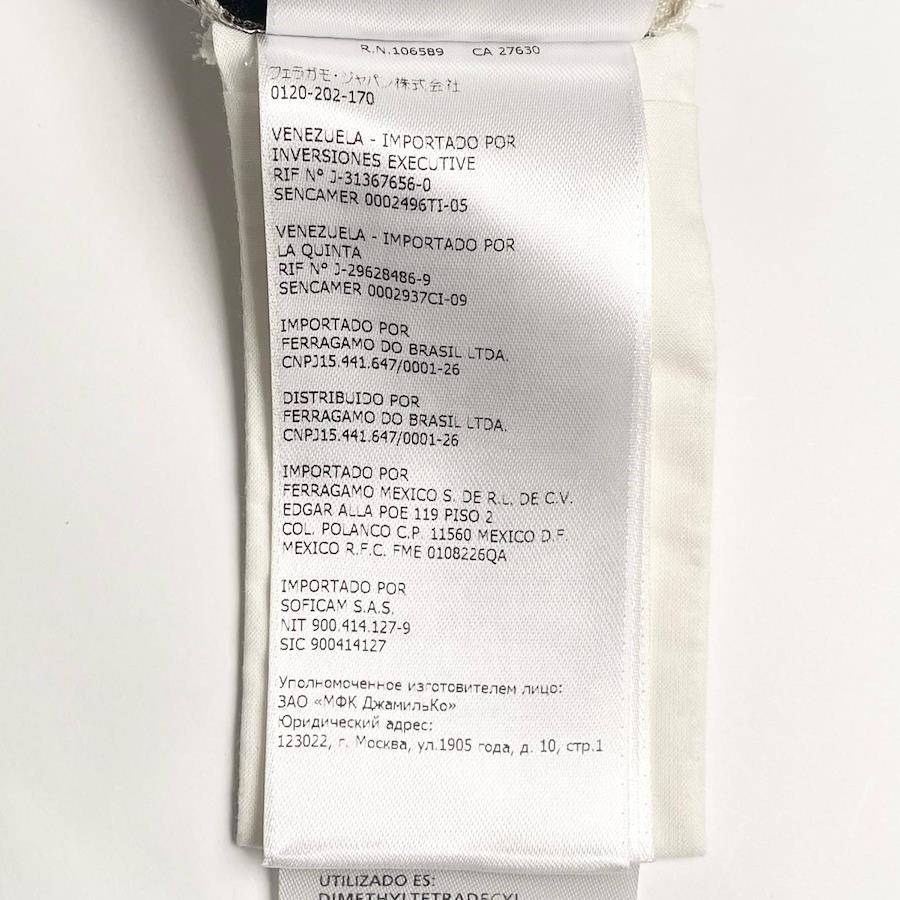 R.N.106589 CA 27630
フェラガモ・ジャパン株式会社
0120-202-170
VENEZUELA - IMPORTADO POR
INVERSIONES EXECUTIVE
RIF Nº J-31367656-0
SENCAMER 0002496TI-05
VENEZUELA - IMPORTADO POR
LA QUINTA
RIF Nº J-29628486-9
SENCAMER 0002937CI-09
IMPORTADO POR
FERRAGAMO DO BRASIL LTDA.
CNPJ15.441.647/0001-26
DISTRIBUIDO POR
FERRAGAMO DO BRASIL LTDA.
CNPJ15.441.647/0001-26
IMPORTADO POR
FERRAGAMO MEXICO S. DE R.L. DE C.V.
EDGAR ALLA POE 119 PISO 2
COL. POLANCO C.P. 11560 MEXICO D.F.
MEXICO R.F.C. FME 0108226QA
IMPORTADO POR
SOFICAM S.A.S.
NIT 900.414.127-9
SIC 900414127
Уполномоченное изготовителем лицо:
ЗАО «МФК ДжамильКо»
Юридический адрес:
123022, г. Москва, ул.1905 года, д. 10, стр.1
UTILIZADO ES:
DIMETHYLTETRADECYL